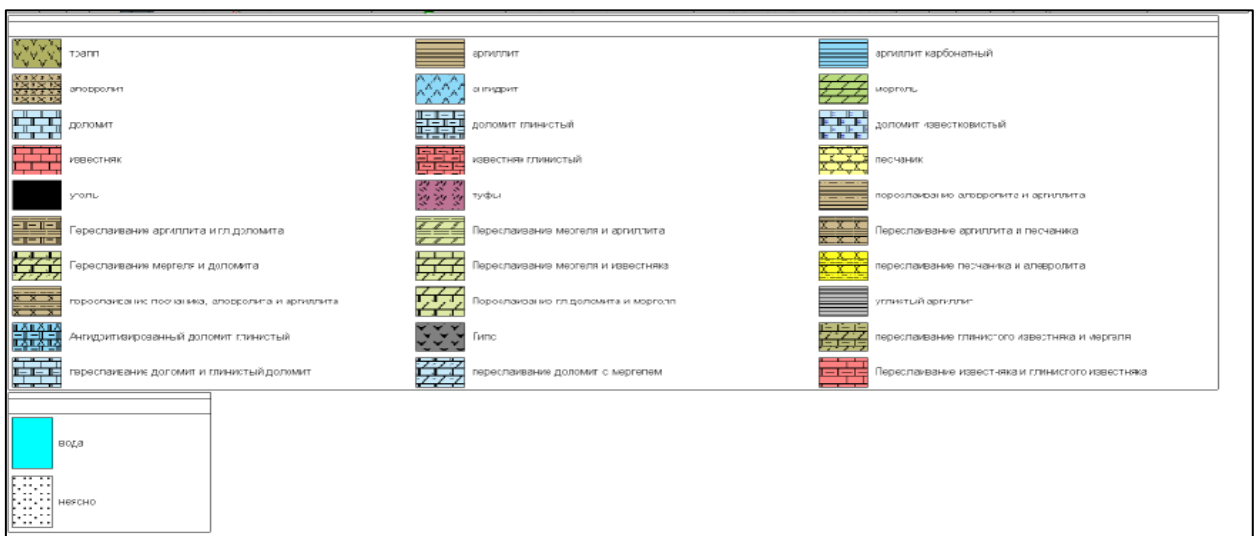 трапп аргиллит аргиллит карбонатный
алевролит ангидрит мергель
доломит доломит глинистый доломит известковистый
известняк известняк глинистый песчаник
уголь туфы переслаивание алевролита и аргиллита
Переслаивание аргиллита и гл.доломита Переслаивание мергеля и аргиллита Переслаивание аргиллита и песчаника
Переслаивание мергеля и доломита Переслаивание мергеля и известняка переслаивание песчаника и алевролита
переслаивание песчаника, алевролита и аргиллита Переслаивание гл.доломита и мергеля углистый аргиллит
Ангидритизированный доломит глинистый Гипс переслаивание глинистого известняка и мергеля
переслаивание доломит и глинистый доломит переслаивание доломит с мергелем Переслаивание известняка и глинистого известняка
вода
неясно